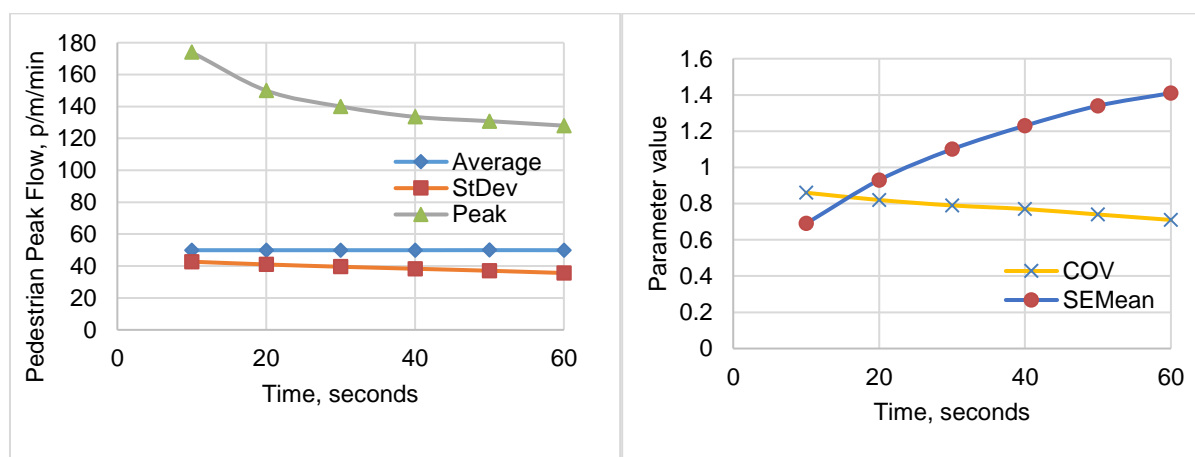 Pedestrian Peak Flow, p/m/min
180
160
140
120
100
80
60
40
20
0
Average
StDev
Peak
0 20 40 60
Time, seconds
Parameter value
1.6
1.4
1.2
1
0.8
0.6
0.4
0.2
0
COV
SEMean
0 20 40 60
Time, seconds